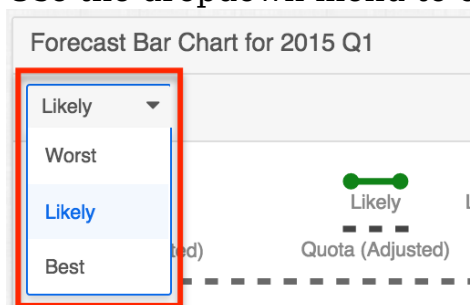 Forecast Bar Chart for 2015 Q1
Likely
Worst
Likely
Best
Likely
Quota (Adjusted)